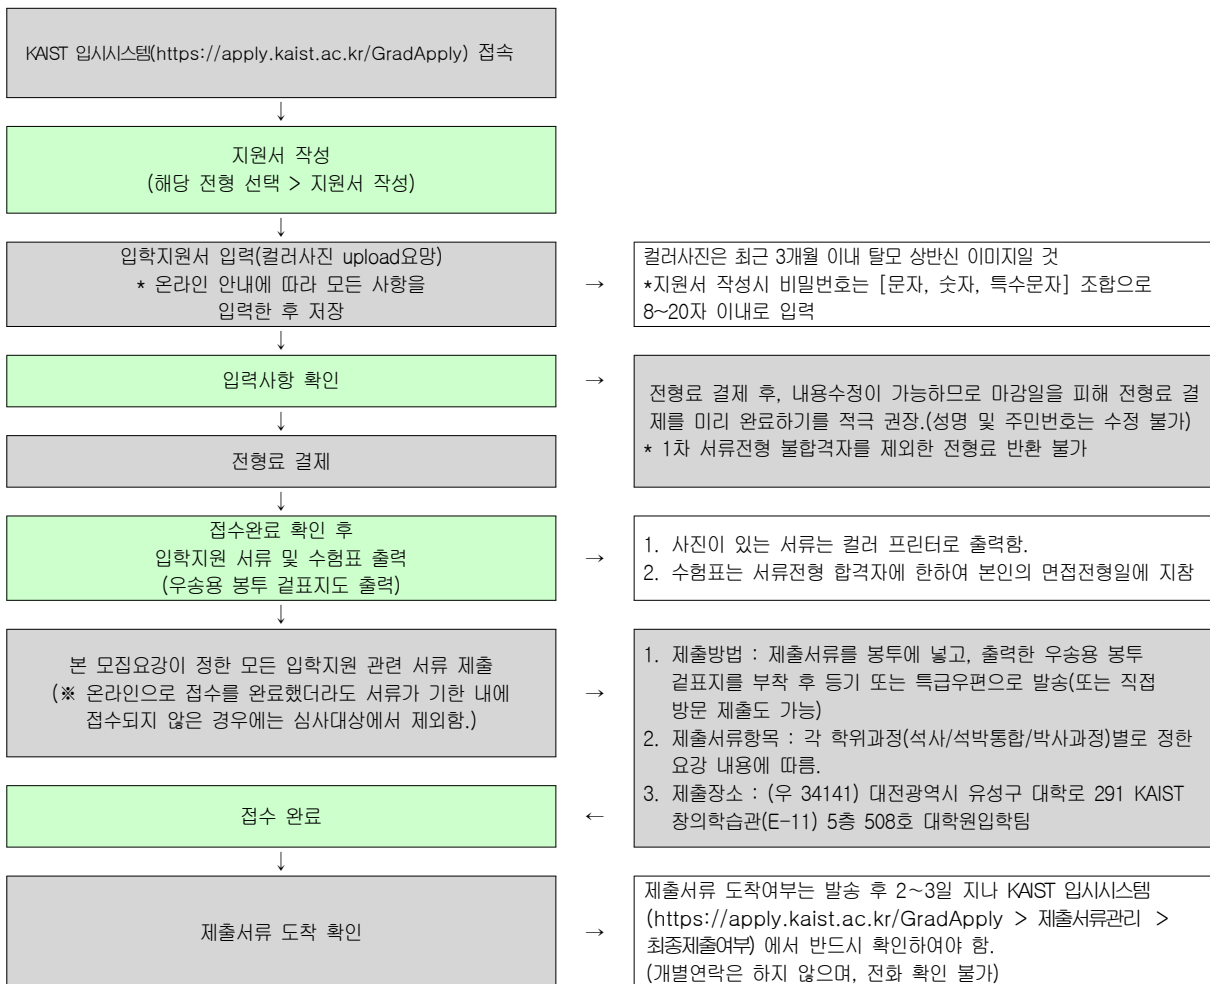 KAIST 입시시스템(https://apply.kaist.ac.kr/GradApply) 접속
↓
지원서 작성
(해당 전형 선택 > 지원서 작성)
↓
입학지원서 입력(컬러사진 upload요망)
* 온라인 안내에 따라 모든 사항을
입력한 후 저장
→
컬러사진은 최근 3개월 이내 탈모 상반신 이미지일 것
*지원서 작성시 비밀번호는 [문자, 숫자, 특수문자] 조합으로
8~20자 이내로 입력
↓
입력사항 확인
→
전형료 결제 후, 내용수정이 가능하므로 마감일을 피해 전형료 결
제를 미리 완료하기를 적극 권장.(성명 및 주민번호는 수정 불가)
* 1차 서류전형 불합격자를 제외한 전형료 반환 불가
↓
전형료 결제
↓
접수완료 확인 후
입학지원 서류 및 수험표 출력
(우송용 봉투 겉표지도 출력)
→
1. 사진이 있는 서류는 컬러 프린터로 출력함.
2. 수험표는 서류전형 합격자에 한하여 본인의 면접전형일에 지참
↓
본 모집요강이 정한 모든 입학지원 관련 서류 제출
(※ 온라인으로 접수를 완료했더라도 서류가 기한 내에
접수되지 않은 경우에는 심사대상에서 제외함.)
→
1. 제출방법 : 제출서류를 봉투에 넣고, 출력한 우송용 봉투
겉표지를 부착 후 등기 또는 특급우편으로 발송(또는 직접
방문 제출도 가능)
2. 제출서류항목 : 각 학위과정(석사/석박통합/박사과정)별로 정한
요강 내용에 따름.
3. 제출장소 : (우 34141) 대전광역시 유성구 대학로 291 KAIST
창의학습관(E-11) 5층 508호 대학원입학팀
접수 완료
←
↓
제출서류 도착 확인
→
제출서류 도착여부는 발송 후 2~3일 지나 KAIST 입시시스템
(https://apply.kaist.ac.kr/GradApply > 제출서류관리 >
최종제출여부) 에서 반드시 확인하여야 함.
(개별연락은 하지 않으며, 전화 확인 불가)